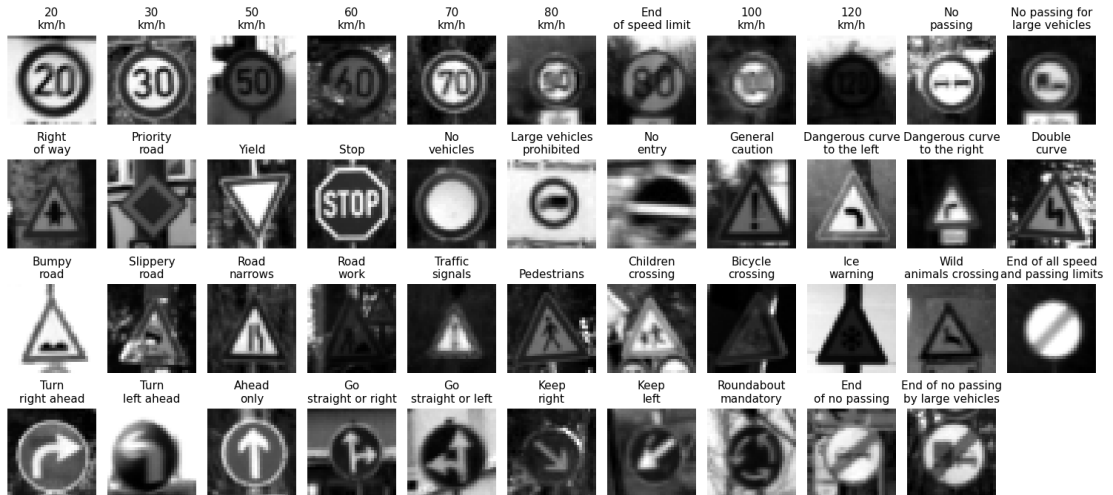 20 km/h
30 km/h
50 km/h
60 km/h
70 km/h
80 km/h
End of speed limit
100 km/h
120 km/h
No passing
No passing for large vehicles
20
30
50
60
70
80
80
100
120
Right of way
Priority road
Yield
Stop
No vehicles
Large vehicles prohibited
No entry
General caution
Dangerous curve to the left
Dangerous curve to the right
Double curve
STOP
Bumpy road
Slippery road
Road narrows
Road work
Traffic signals
Pedestrians
Children crossing
Bicycle crossing
Ice warning
Wild animals crossing
End of all speed and passing limits
Turn right ahead
Turn left ahead
Ahead only
Go straight or right
Go straight or left
Keep right
Keep left
Roundabout mandatory
End of no passing
End of no passing by large vehicles